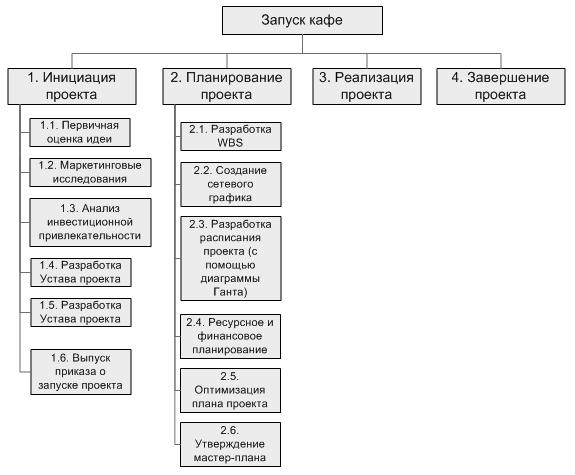 Запуск кафе
1. Инициация
проекта
2. Планирование
проекта
3. Реализация
проекта
4. Завершение
проекта
1.1. Первичная
оценка идеи
1.2. Маркетинговые
исследования
1.3. Анализ
инвестиционной
привлекательности
1.4. Разработка
Устава проекта
1.5. Разработка
Устава проекта
1.6. Выпуск
приказа о
запуске проекта
2.1. Разработка
WBS
2.2. Создание
сетевого
графика
2.3. Разработка
расписания
проекта (с
помощью
диаграммы
Ганта)
2.4. Ресурсное и
финансовое
планирование
2.5.
Оптимизация
плана проекта
2.6.
Утверждение
мастер-плана